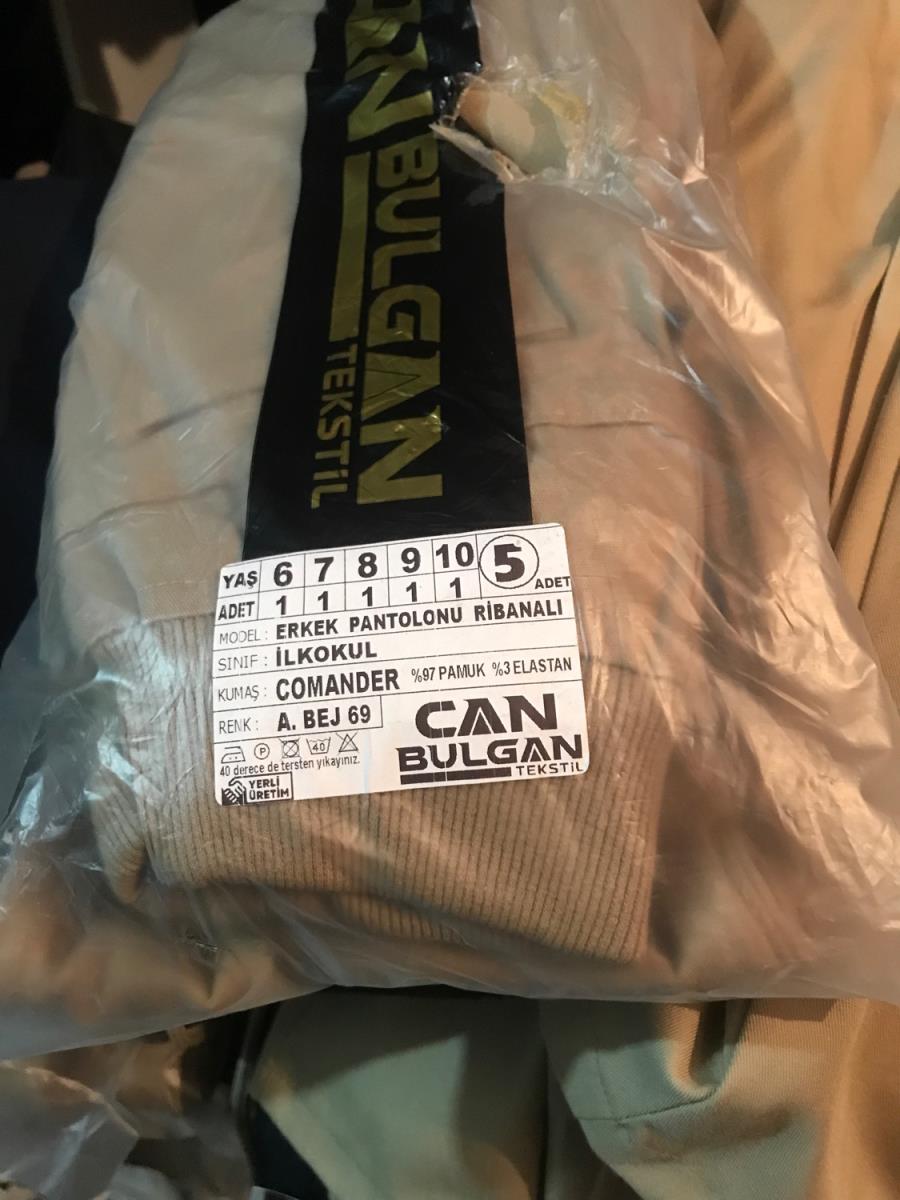 BULGAN
TEKSTİL
YAŞ 6 7 8 9 10 5 ADET
ADET 1 1 1 1 1
MODEL : ERKEK PANTOLONU RİBANALI
SINIF : İLKOKUL
KUMAŞ : COMANDER %97 PAMUK %3 ELASTAN
RENK : A. BEJ 69
P 40
40 derece de tersten yıkayınız.
YERLİ
ÜRETİM
CAN
BULGAN
TEKSTİL